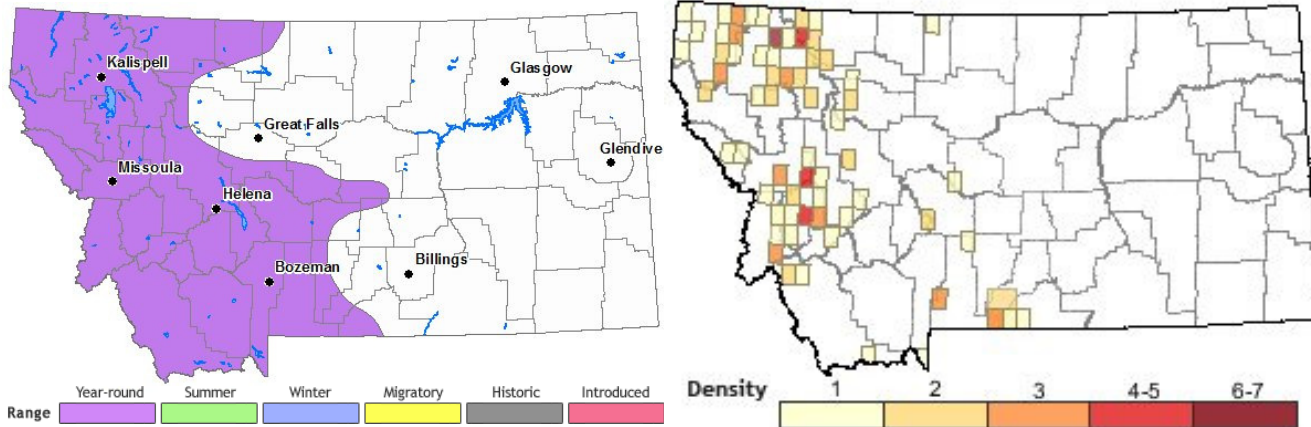 Kalispell
Glasgow
Great Falls
Glendive
Missoula
Helena
Bozeman
Billings
Year-round Summer Winter Migratory Historic Introduced
Range
Density 1 2 3 4-5 6-7